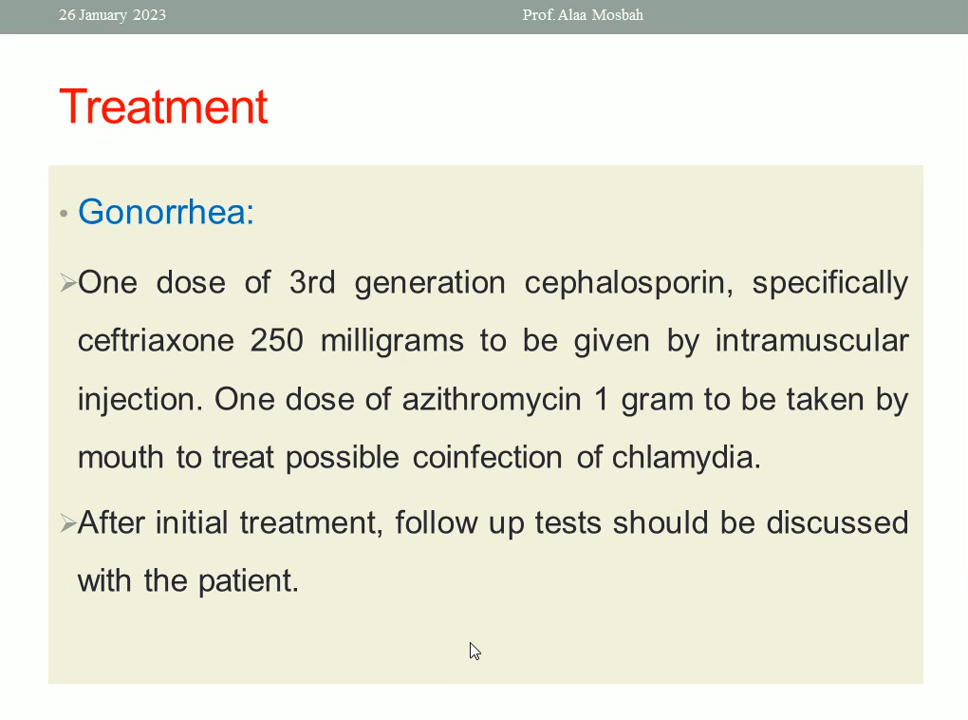 26 January 2023 Prof. Alaa Mosbah
Treatment
• Gonorrhea:
➢One dose of 3rd generation cephalosporin, specifically
ceftriaxone 250 milligrams to be given by intramuscular
injection. One dose of azithromycin 1 gram to be taken by
mouth to treat possible coinfection of chlamydia.
➢After initial treatment, follow up tests should be discussed
with the patient.